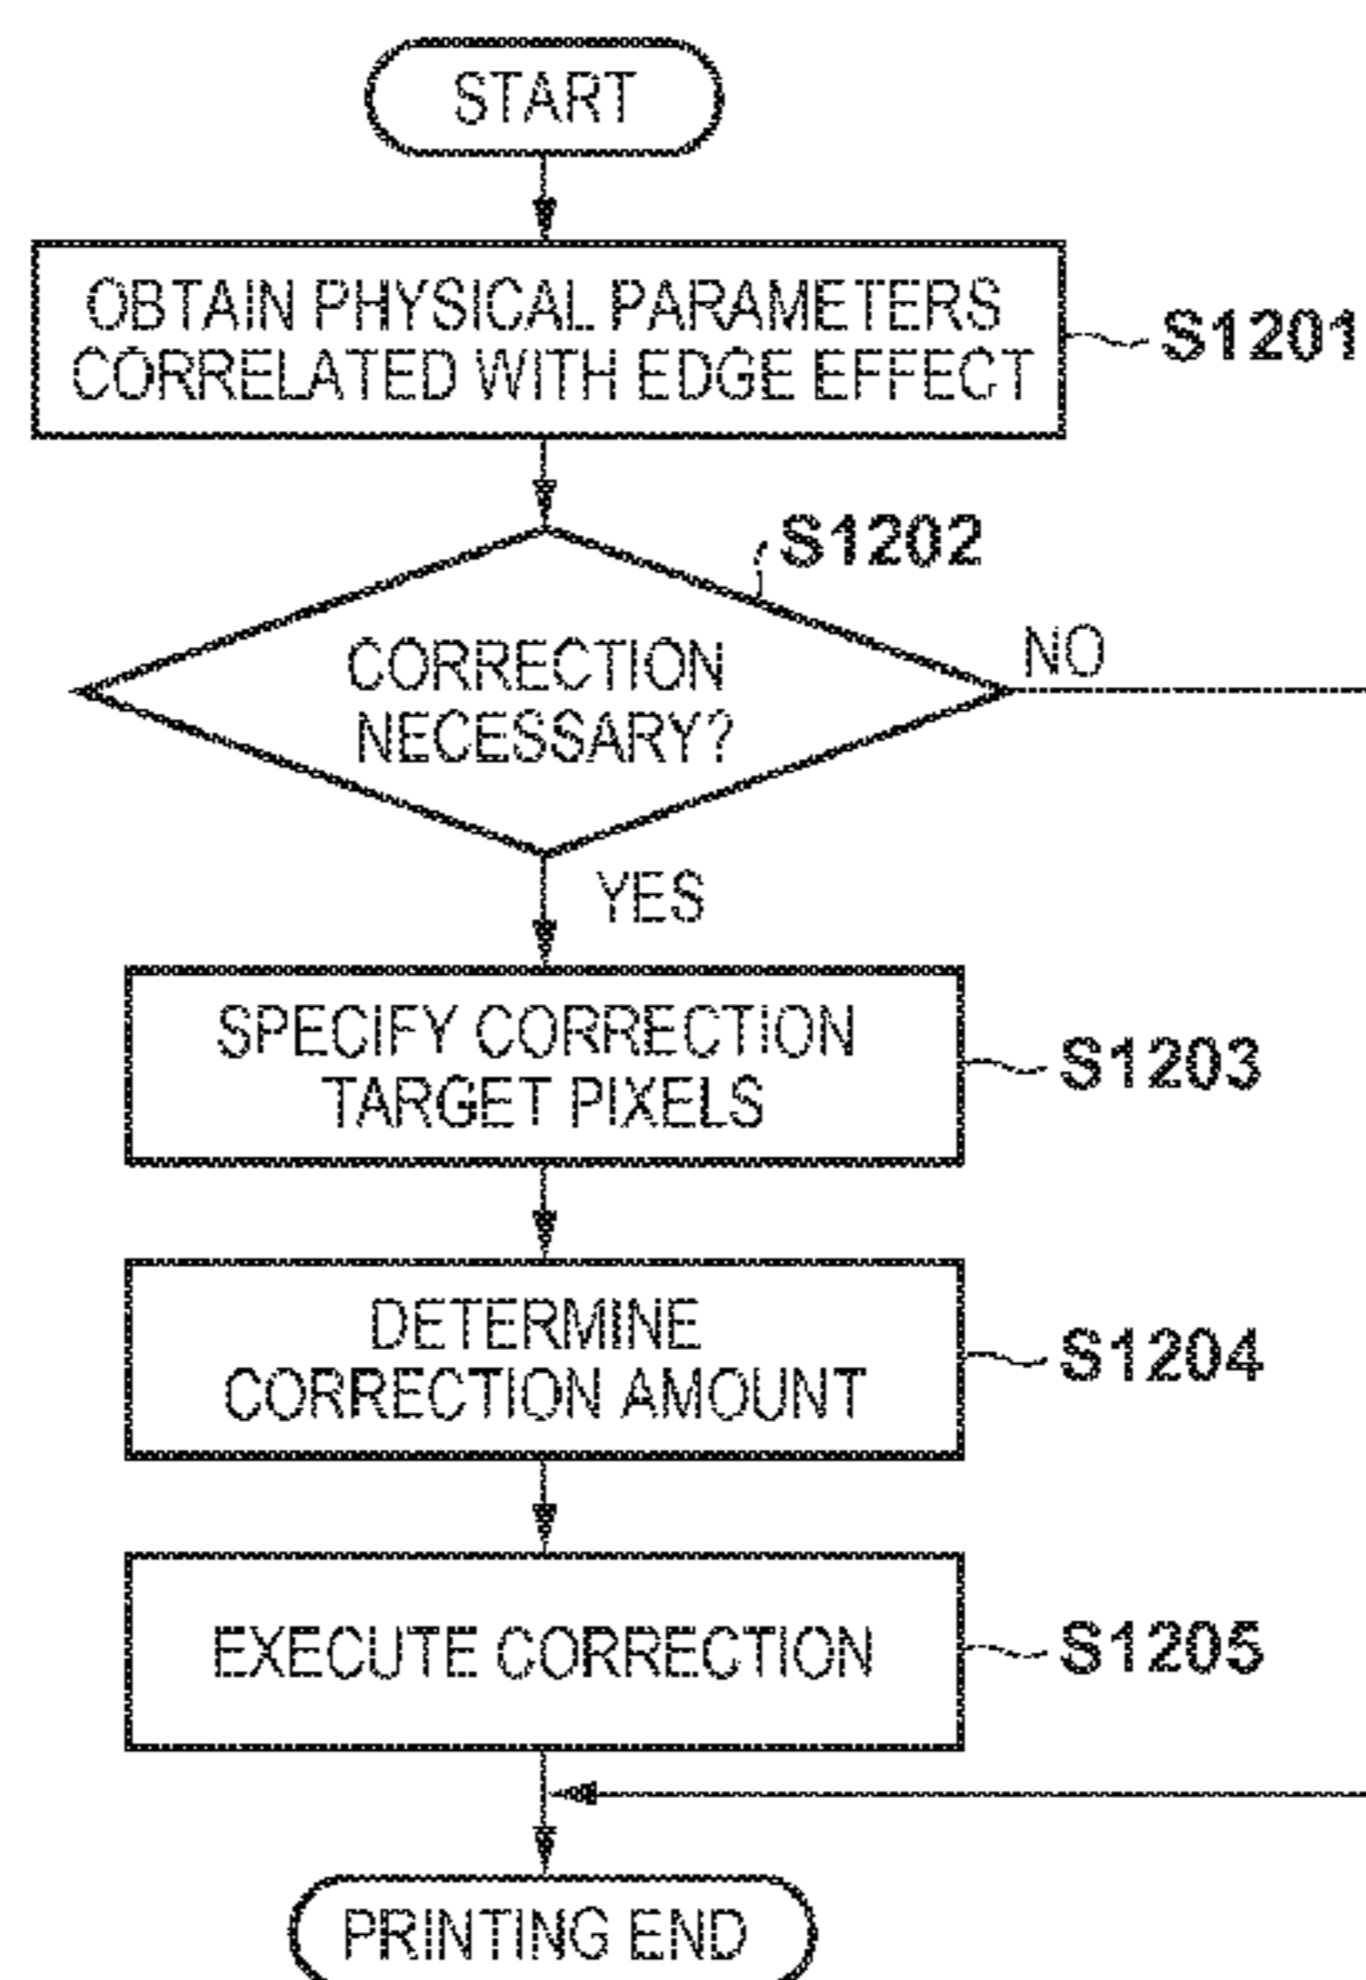 START
OBTAIN PHYSICAL PARAMETERS
CORRELATED WITH EDGE EFFECT
S1201
S1202
CORRECTION
NECESSARY?
NO
YES
SPECIFY CORRECTION
TARGET PIXELS
S1203
DETERMINE
CORRECTION AMOUNT
S1204
EXECUTE CORRECTION
S1205
PRINTING END